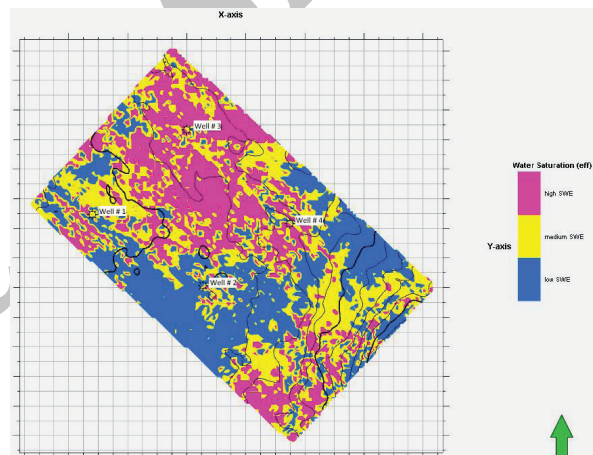 X-axis
Well # 3
Water Saturation (eff)
high SWE
Well # 1
Well # 4
medium SWE
Y-axis
Well # 2
low SWE